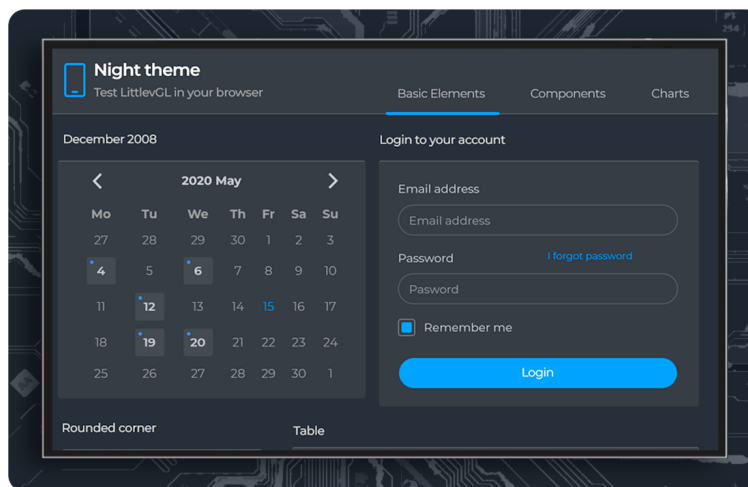 P3
254
Night theme
Test LittlevGL in your browser
Basic Elements
Components
Charts
December 2008
2020 May
Mo Tu We Th Fr Sa Su
27 28 29 30 1 2 3
4 5 6 7 8 9 10
11 12 13 14 15 16 17
18 19 20 21 22 23 24
25 26 27 28 29 30 1
Login to your account
Email address
Email address
Password
I forgot password
Pasword
Remember me
Login
Rounded corner
Table